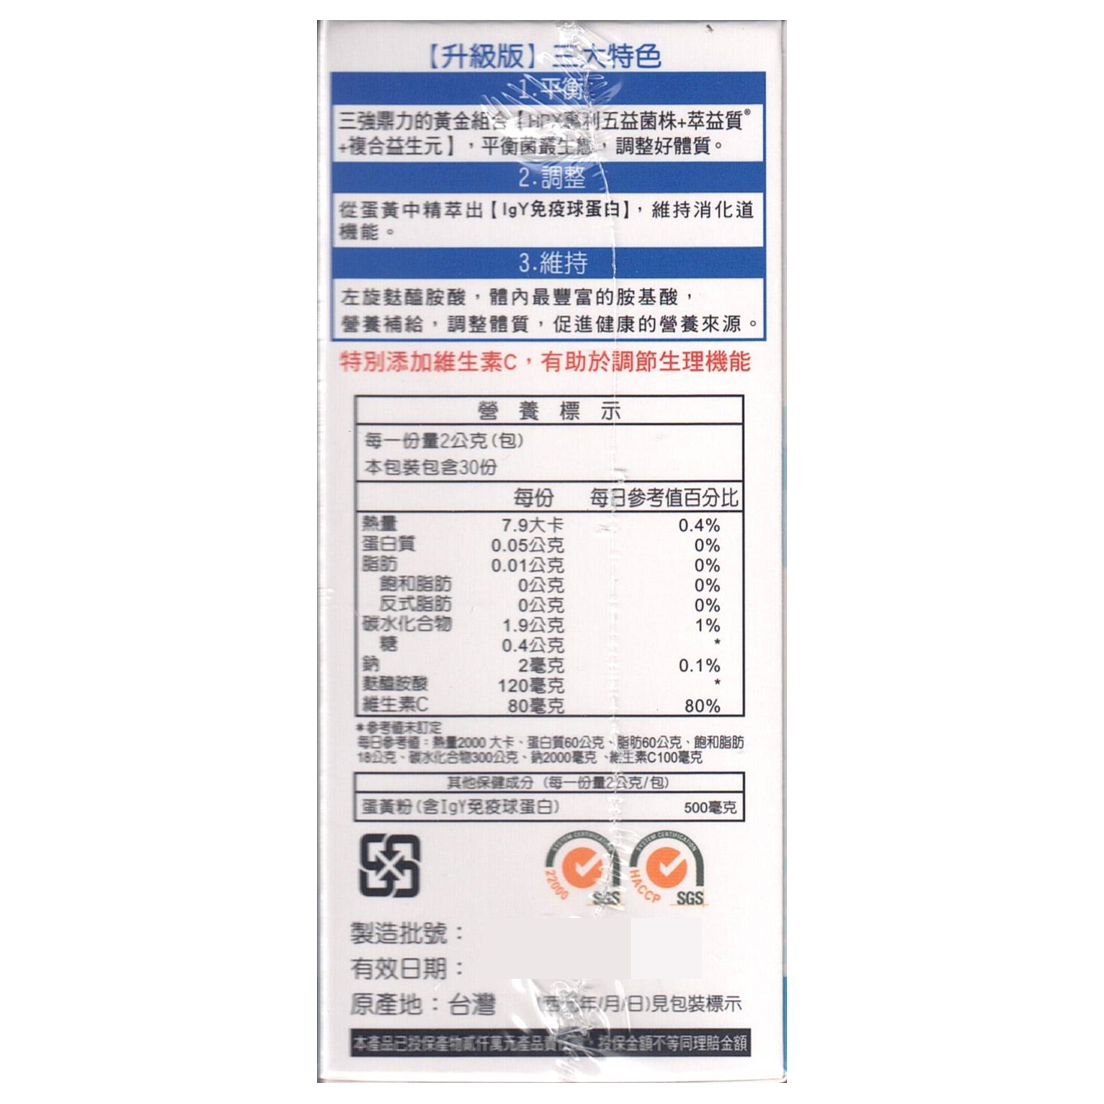 【升級版】三大特色
1.平衡
三強鼎力的黃金組合【HPX專利五益菌株+萃益質®
+複合益生元】，平衡菌叢生態，調整好體質。
2.調整
從蛋黃中精萃出【IgY免疫球蛋白】，維持消化道
機能。
3.維持
左旋麩醯胺酸，體內最豐富的胺基酸，
營養補給，調整體質，促進健康的營養來源。
特別添加維生素C，有助於調節生理機能
營養標示
每一份量2公克(包)
本包裝包含30份
每份 每日參考值百分比
熱量 7.9大卡 0.4%
蛋白質 0.05公克 0%
脂肪 0.01公克 0%
飽和脂肪 0公克 0%
反式脂肪 0公克 0%
碳水化合物 1.9公克 1%
糖 0.4公克 *
鈉 2毫克 0.1%
麩醯胺酸 120毫克 *
維生素C 80毫克 80%
*參考值未訂定
每日參考值：熱量2000 大卡、蛋白質60公克、脂肪60公克、飽和脂肪
18公克、碳水化合物300公克、鈉2000毫克、維生素C100毫克
其他保健成分 (每一份量2公克/包)
蛋黃粉(含IgY免疫球蛋白) 500毫克
SYSTEM CERTIFICATION
22000
SGS
SYSTEM CERTIFICATION
HACCP
SGS
製造批號：
有效日期：
原產地：台灣 (西元年/月/日)見包裝標示
本產品已投保產物貳仟萬元產品責任險，投保金額不等同理賠金額